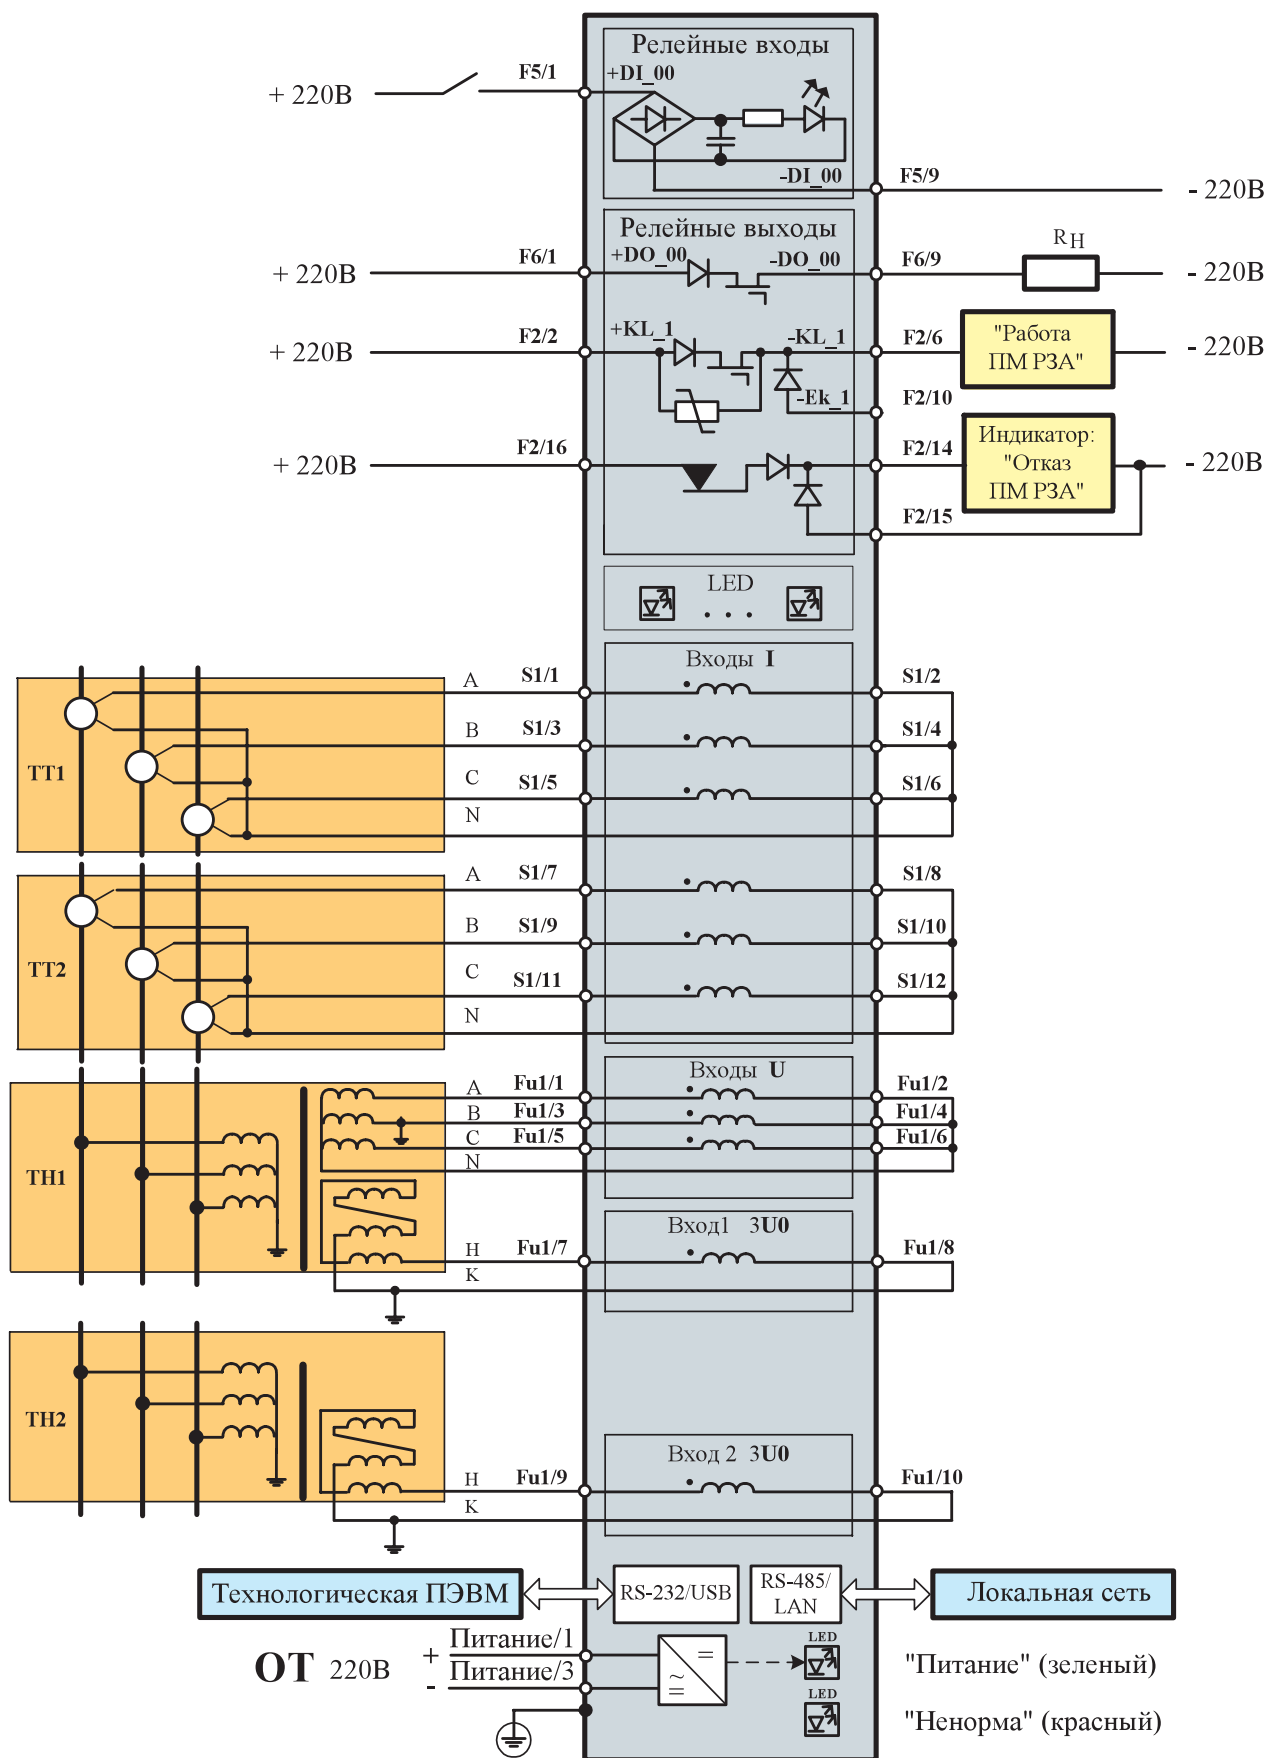 Релейные входы
+ 220В
F5/1
+DI_00
-DI_00
F5/9
- 220В
Релейные выходы
+ 220В
F6/1
+DO_00
-DO_00
F6/9
RН
- 220В
+ 220В
F2/2
+KL_1
-KL_1
F2/6
"Работа
ПМ РЗА"
- 220В
-Ek_1
F2/10
+ 220В
F2/16
F2/14
Индикатор:
"Отказ
ПМ РЗА"
- 220В
F2/15
LED
. . .
Входы I
ТТ1
A
S1/1
S1/2
B
S1/3
S1/4
C
S1/5
S1/6
N
ТТ2
A
S1/7
S1/8
B
S1/9
S1/10
C
S1/11
S1/12
N
Входы U
ТН1
A
Fu1/1
Fu1/2
B
Fu1/3
Fu1/4
C
Fu1/5
Fu1/6
N
Вход1 3U0
Н
Fu1/7
Fu1/8
К
ТН2
Вход 2 3U0
Н
Fu1/9
Fu1/10
К
Технологическая ПЭВМ
RS-232/USB
RS-485/
LAN
Локальная сеть
ОТ 220В
+ Питание/1
- Питание/3
=
~
=
LED
"Питание" (зеленый)
LED
"Ненорма" (красный)